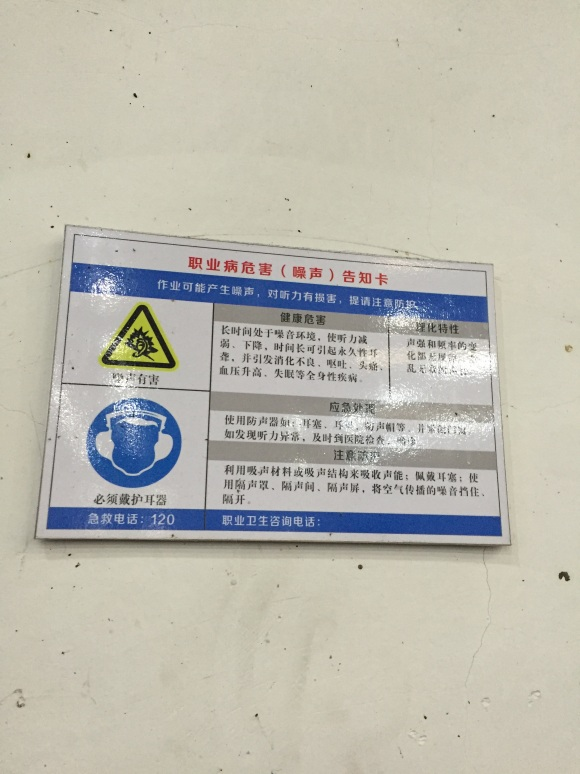 职业病危害（噪声）告知卡
作业可能产生噪声，对听力有损害，提请注意防护
噪声有害
健康危害
长时间处于噪音环境，使听力减
弱、下降，时间长可引起永久性耳
聋，并引发消化不良、呕吐、头痛、
血压升高、失眠等全身性疾病。
理化特性
声强和频率的变
化都
必须戴护耳器
应急处理
使用防声器如：耳塞、耳
如发现听力异常，及时到医院检查、
注意防护
利用吸声材料或吸声结构来吸收声能；佩戴耳塞；使
用隔声罩、隔声间、隔声屏，将空气传播的噪音挡住、
隔开。
急救电话：120
职业卫生咨询电话：